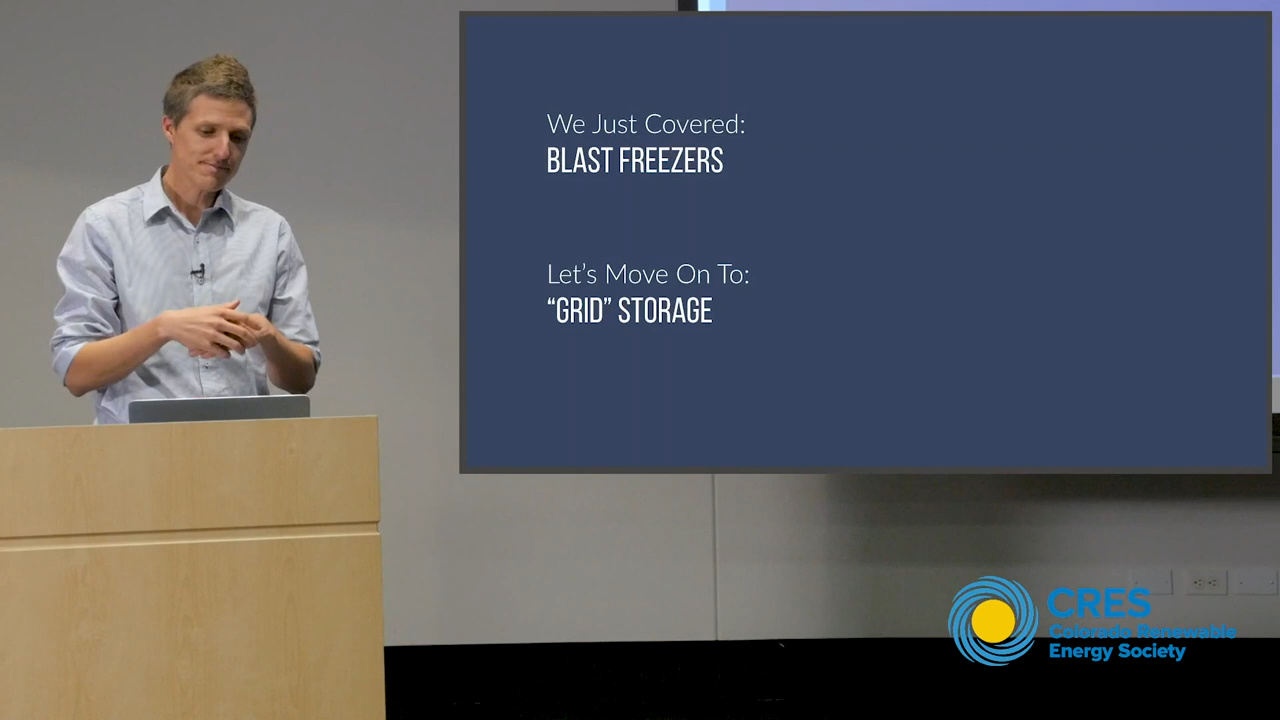 We Just Covered:
BLAST FREEZERS
Let's Move On To:
“GRID” STORAGE
CRES
Colorado Renewable
Energy Society